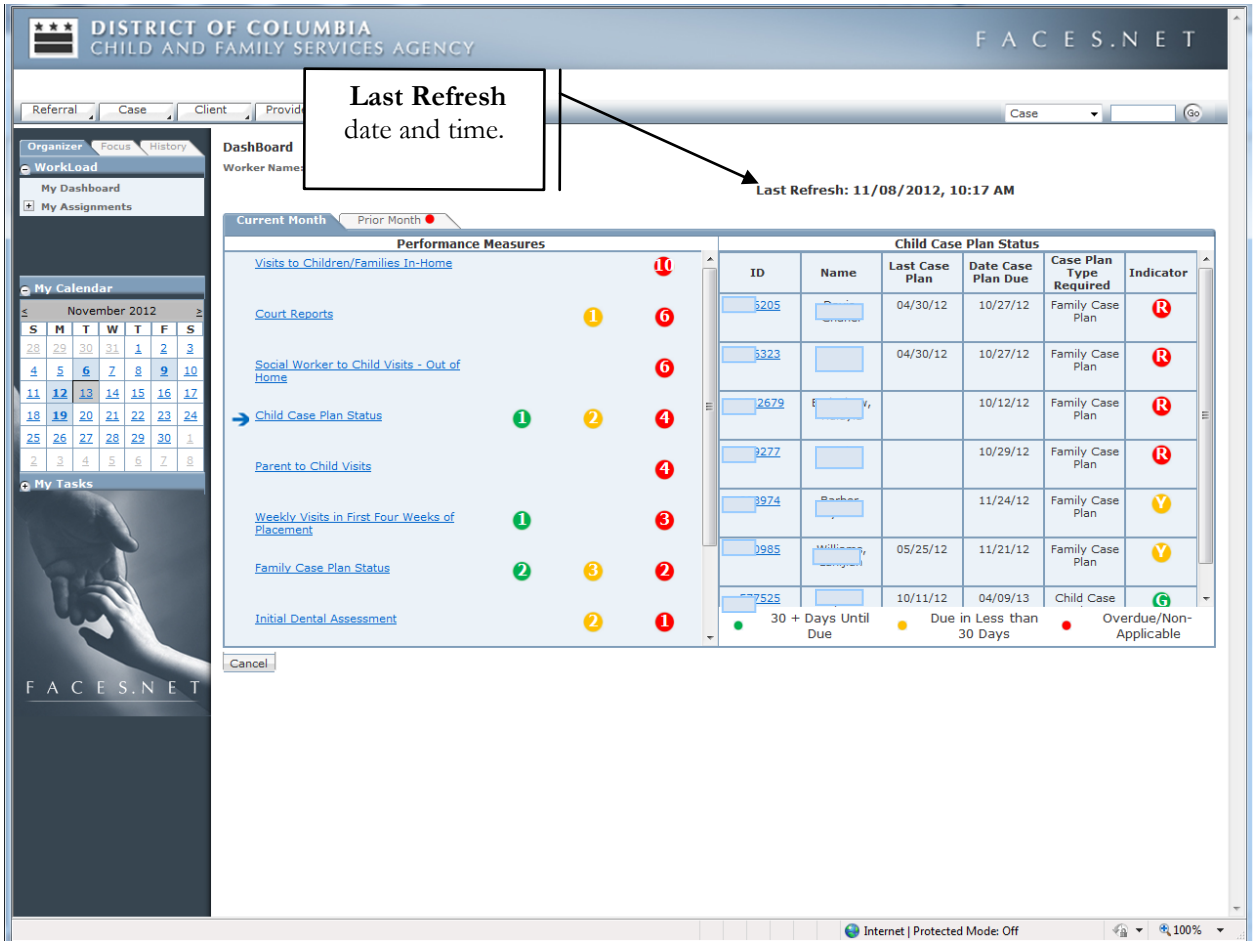 DISTRICT OF COLUMBIA
CHILD AND FAMILY SERVICES AGENCY
FACES.NET
Last Refresh
date and time.
Referral Case Client Case Go
Organizer Focus History
WorkLoad
My Dashboard
My Assignments
DashBoard
Worker Name:
Last Refresh: 11/08/2012, 10:17 AM
Current Month Prior Month
My Calendar
< November 2012 >
S M T W T F S
28 29 30 31 1 2 3
4 5 6 7 8 9 10
11 12 13 14 15 16 17
18 19 20 21 22 23 24
25 26 27 28 29 30 1
2 3 4 5 6 7 8
My Tasks
FACES.NET
Performance Measures
Visits to Children/Families In-Home 10
Court Reports 1 6
Social Worker to Child Visits - Out of
Home 6
Child Case Plan Status 1 2 4
Parent to Child Visits 4
Weekly Visits in First Four Weeks of
Placement 1 3
Family Case Plan Status 2 3 2
Initial Dental Assessment 2 1
Cancel
Child Case Plan Status
ID Name Last Case Plan Date Case Plan Due Case Plan Type Required Indicator
5205 04/30/12 10/27/12 Family Case Plan R
04/30/12 10/27/12 Family Case Plan R
2679 10/12/12 Family Case Plan R
9277 10/29/12 Family Case Plan R
3974 11/24/12 Family Case Plan Y
0985 05/25/12 11/21/12 Family Case Plan Y
10/11/12 04/09/13 Child Case G
30 + Days Until Due Due in Less than 30 Days Overdue/Non-Applicable
Internet | Protected Mode: Off 100%